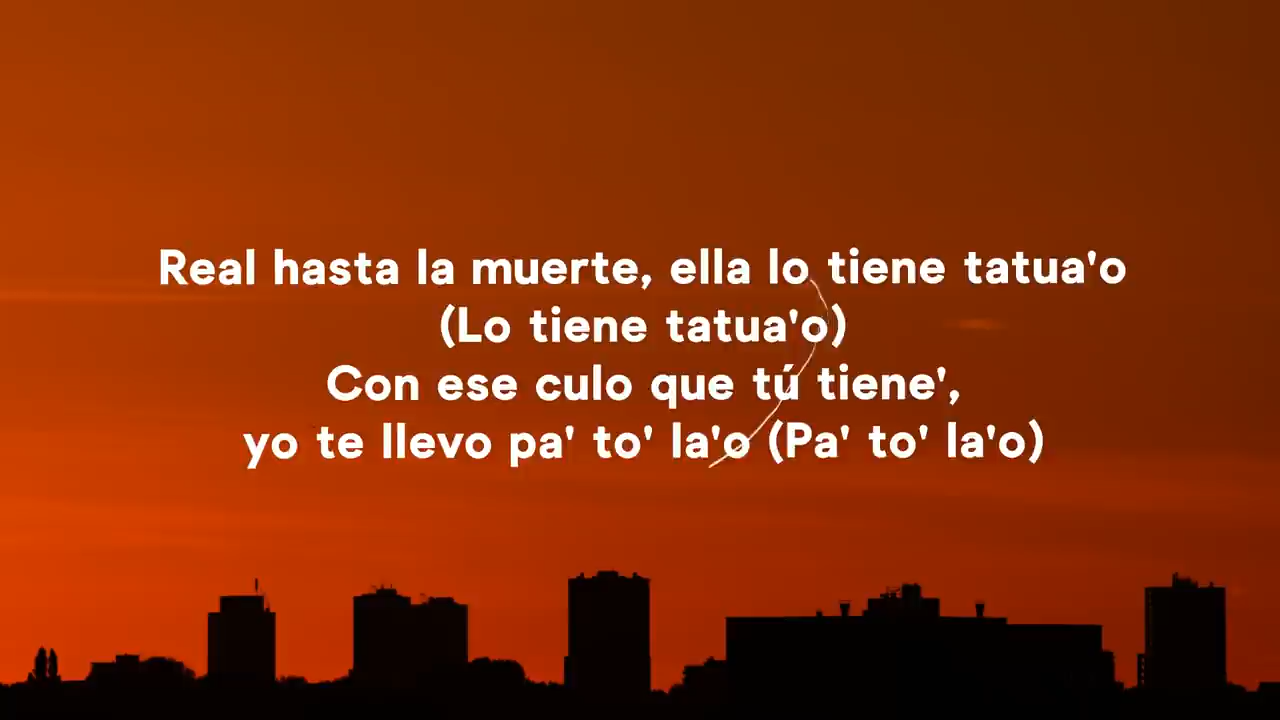 Real hasta la muerte, ella lo tiene tatua'o
(Lo tiene tatua'o)
Con ese culo que tú tiene',
yo te llevo pa' to' la'o (Pa' to' la'o)